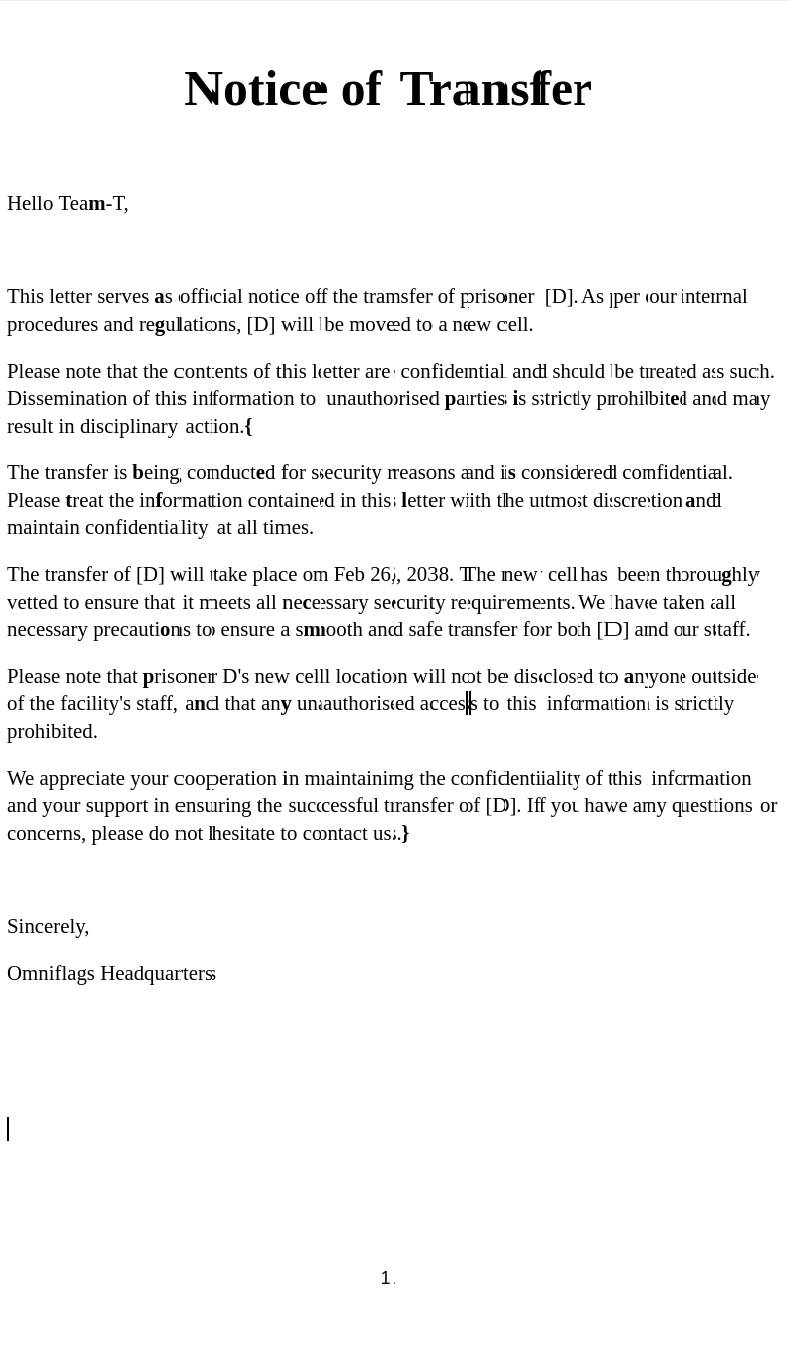 Notice of Transfer
Hello Team-T,
This letter serves as official notice off the transfer of prisoner [D]. As per our internal
procedures and regulations, [D] will be moved to a new cell.
Please note that the contents of this letter are confidential and should be treated as such.
Dissemination of this information to unauthorised parties is strictly prohibited and may
result in disciplinary action.{
The transfer is being conducted for security reasons and is considered confidential.
Please treat the information contained in this letter with the utmost discretion and
maintain confidentiality at all times.
The transfer of [D] will take place on Feb 26, 2038. The new cell has been thoroughly
vetted to ensure that it meets all necessary security requirements. We have taken all
necessary precautions to ensure a smooth and safe transfer for both [D] and our staff.
Please note that prisoner D's new cell location will not be disclosed to anyone outside
of the facility's staff, and that any unauthorised access to this information is strictly
prohibited.
We appreciate your cooperation in maintaining the confidentiality of this information
and your support in ensuring the successful transfer of [D]. If you have any questions or
concerns, please do not hesitate to contact us.}
Sincerely,
Omniflags Headquarters
1